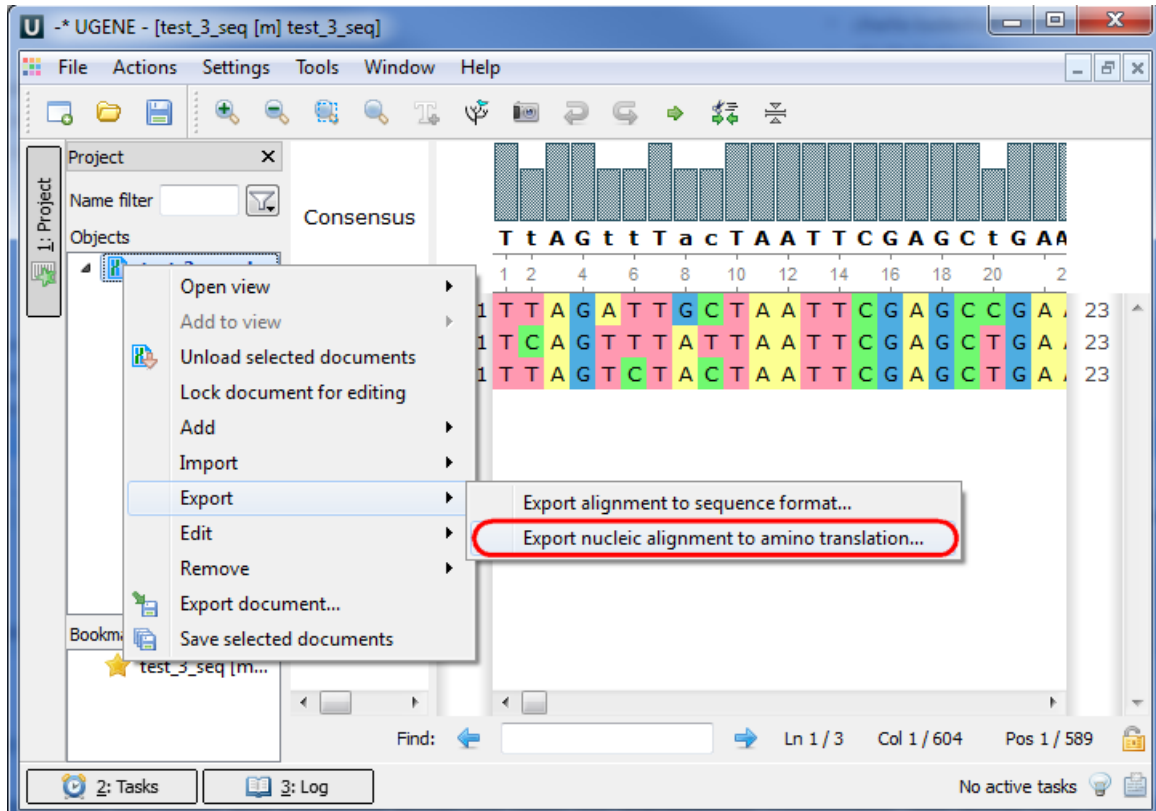 -* UGENE - [test_3_seq [m] test_3_seq]
File Actions Settings Tools Window Help
1: Project
Project
Name filter
Objects
Consensus
T t A G t t T a c T A A T T C G A G C t G A A
1 2 4 6 8 10 12 14 16 18 20 2
1 T T A G A T T G C T A A T T C G A G C C G A 23
1 T C A G T T T A T T A A T T C G A G C T G A 23
1 T T A G T C T A C T A A T T C G A G C T G A 23
Open view
Add to view
Unload selected documents
Lock document for editing
Add
Import
Export
Edit
Remove
Export document...
Save selected documents
Export alignment to sequence format...
Export nucleic alignment to amino translation...
Bookm
test_3_seq [m...
Find:
Ln 1 / 3 Col 1 / 604 Pos 1 / 589
2: Tasks
3: Log
No active tasks